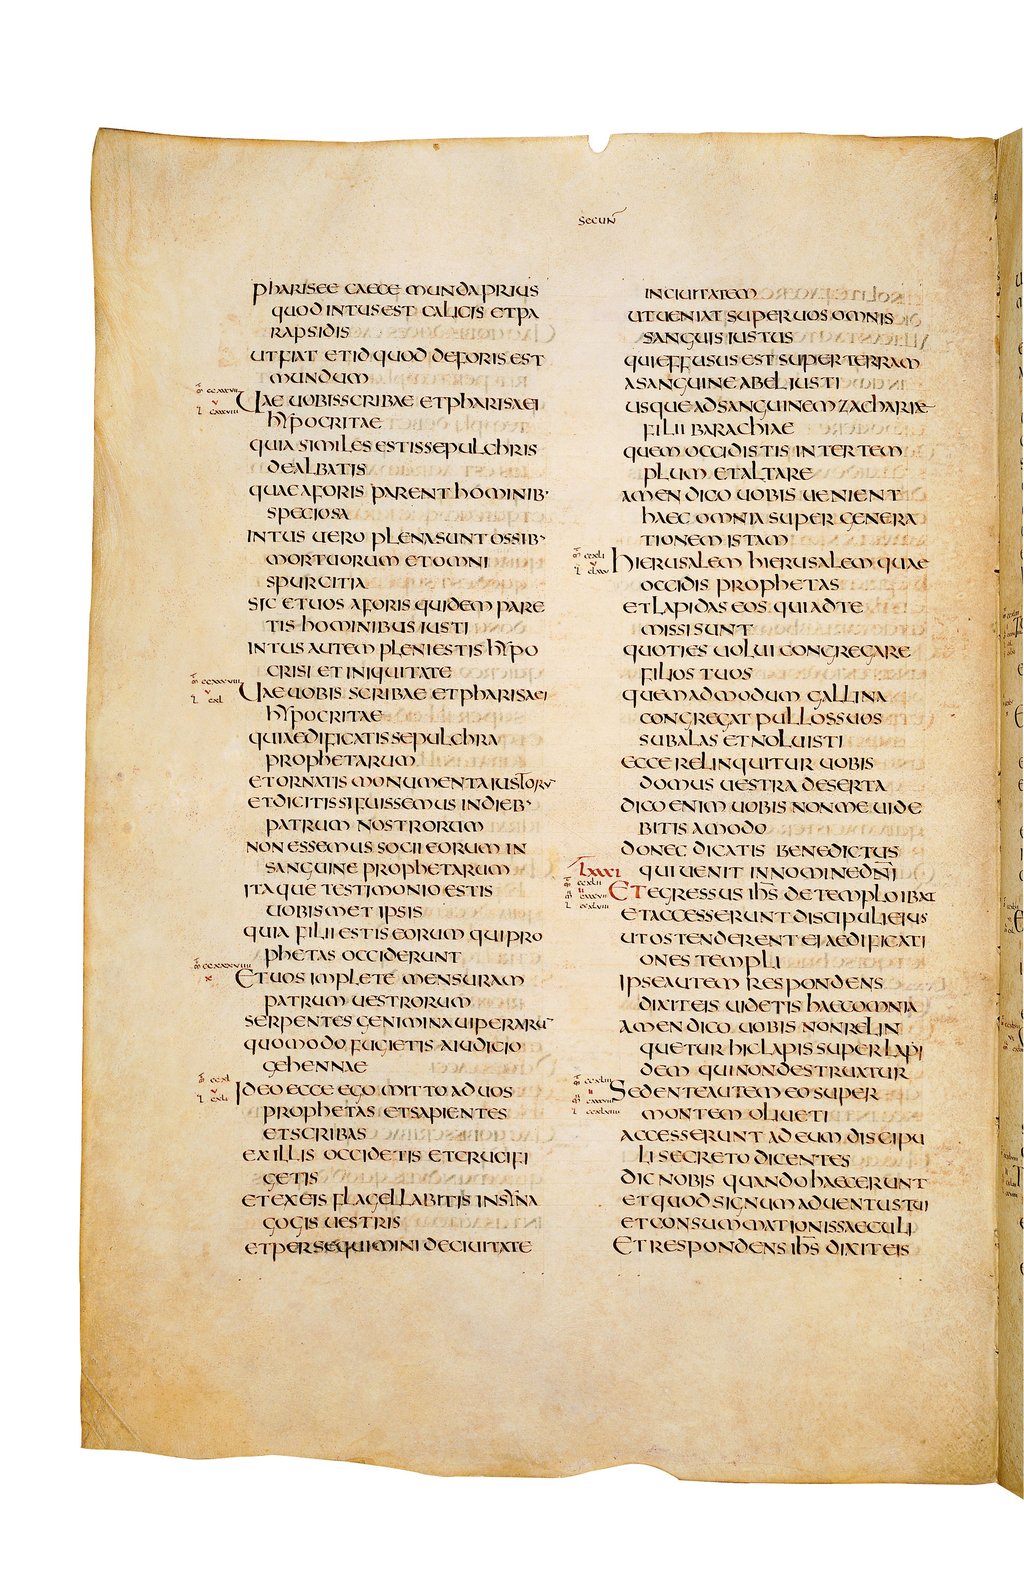 secun
pharisee caece munda prius
quod intus est calicis et pa
rapsidis
ut fiat et id quod deforis est
mundum
Uae uobis scribae et pharisaei
hypocritae
quia similes estis sepulchris
dealbatis
quae aforis parent hominib·
speciosa
intus uero plena sunt ossib·
mortuorum et omni
spurcitia
sic et uos aforis quidem pare
tis hominibus iusti
intus autem pleni estis hypo
crisi et iniquitate
Uae uobis scribae et pharisaei
hypocritae
quia edificatis sepulchra
prophetarum
et ornatis monumenta iustoru
et dicitis si fuissemus in dieb·
patrum nostrorum
non essemus socii eorum in
sanguine prophetarum
itaque testimonio estis
uobismet ipsis
quia filii estis eorum qui pro
phetas occiderunt
Et uos implete mensuram
patrum uestrorum
serpentes genimina uiperaru
quomodo fugietis a iudicio
gehennae
Ideo ecce ego mitto ad uos
prophetas et sapientes
et scribas
ex illis occidetis et crucifi
getis
et ex eis flagellabitis in syna
gogis uestris
et persequimini de ciuitate
in ciuitatem
ut ueniat super uos omnis
sanguis iustus
qui effusus est super terram
a sanguine abel iusti
usque ad sanguinem zachariae
filii barachiae
quem occidistis inter tem
plum et altare
amen dico uobis uenient
haec omnia super genera
tionem istam
Hierusalem hierusalem quae
occidis prophetas
et lapidas eos qui ad te
missi sunt
quoties uolui congregare
filios tuos
quemadmodum gallina
congregat pullos suos
sub alas et noluisti
ecce relinquitur uobis
domus uestra deserta
dico enim uobis non me uide
bitis amodo
donec dicatis benedictus
qui uenit in nomine dni
lxxxi
Et egressus ihs de templo ibat
et accesserunt discipuli eius
ut ostenderent ei aedificati
ones templi
ipse autem respondens
dixit eis uidetis haec omnia
amen dico uobis non relin
quetur hic lapis super lapi
dem qui non destruatur
Sedente autem eo super
montem oliueti
accesserunt ad eum discipu
li secreto dicentes
dic nobis quando haec erunt
et quod signum aduentus tui
et consummationis saeculi
Et respondens ihs dixit eis